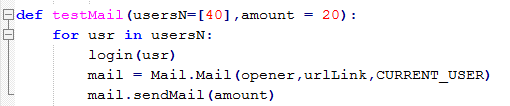 def testMail(usersN=[40],amount = 20):
    for usr in usersN:
        login(usr)
        mail = Mail.Mail(opener,urlLink,CURRENT_USER)
        mail.sendMail(amount)